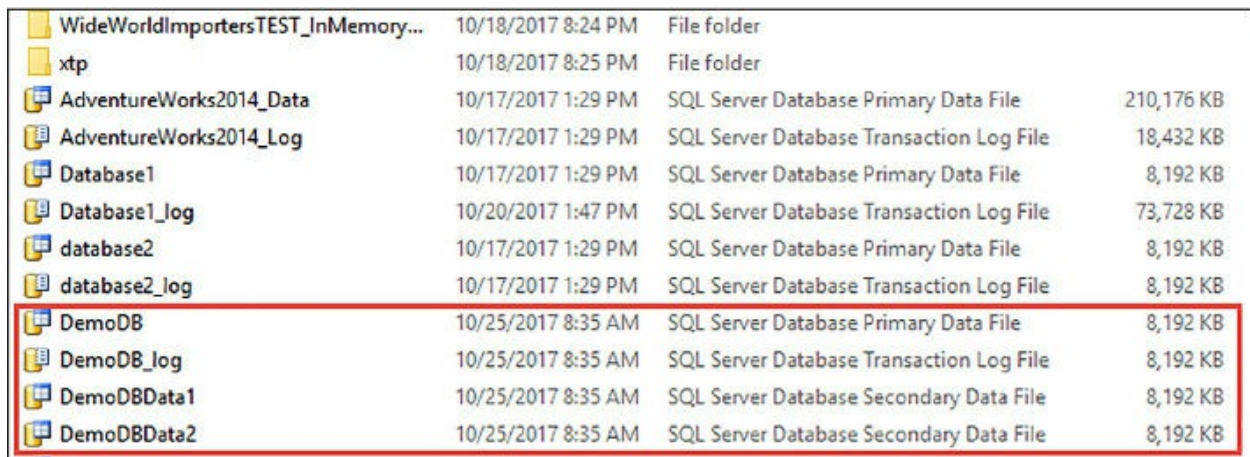 WideWorldImportersTEST_InMemory... 10/18/2017 8:24 PM File folder
xtp 10/18/2017 8:25 PM File folder
AdventureWorks2014_Data 10/17/2017 1:29 PM SQL Server Database Primary Data File 210,176 KB
AdventureWorks2014_Log 10/17/2017 1:29 PM SQL Server Database Transaction Log File 18,432 KB
Database1 10/17/2017 1:29 PM SQL Server Database Primary Data File 8,192 KB
Database1_log 10/20/2017 1:47 PM SQL Server Database Transaction Log File 73,728 KB
database2 10/17/2017 1:29 PM SQL Server Database Primary Data File 8,192 KB
database2_log 10/17/2017 1:29 PM SQL Server Database Transaction Log File 8,192 KB
DemoDB 10/25/2017 8:35 AM SQL Server Database Primary Data File 8,192 KB
DemoDB_log 10/25/2017 8:35 AM SQL Server Database Transaction Log File 8,192 KB
DemoDBData1 10/25/2017 8:35 AM SQL Server Database Secondary Data File 8,192 KB
DemoDBData2 10/25/2017 8:35 AM SQL Server Database Secondary Data File 8,192 KB